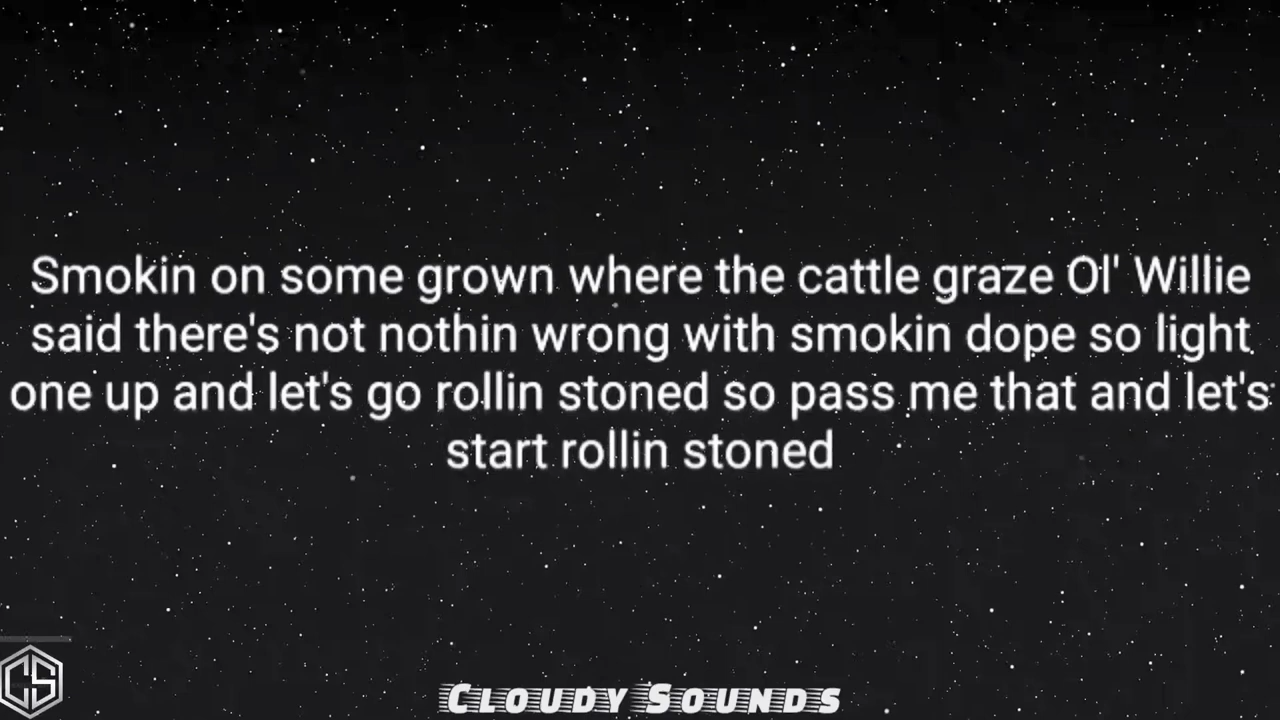 Smokin on some grown where the cattle graze Ol' Willie
said there's not nothin wrong with smokin dope so light
one up and let's go rollin stoned so pass me that and let's
start rollin stoned
CS
Cloudy Sounds